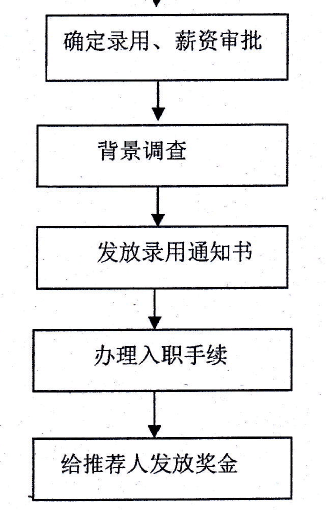 确定录用、薪资审批
背景调查
发放录用通知书
办理入职手续
给推荐人发放奖金